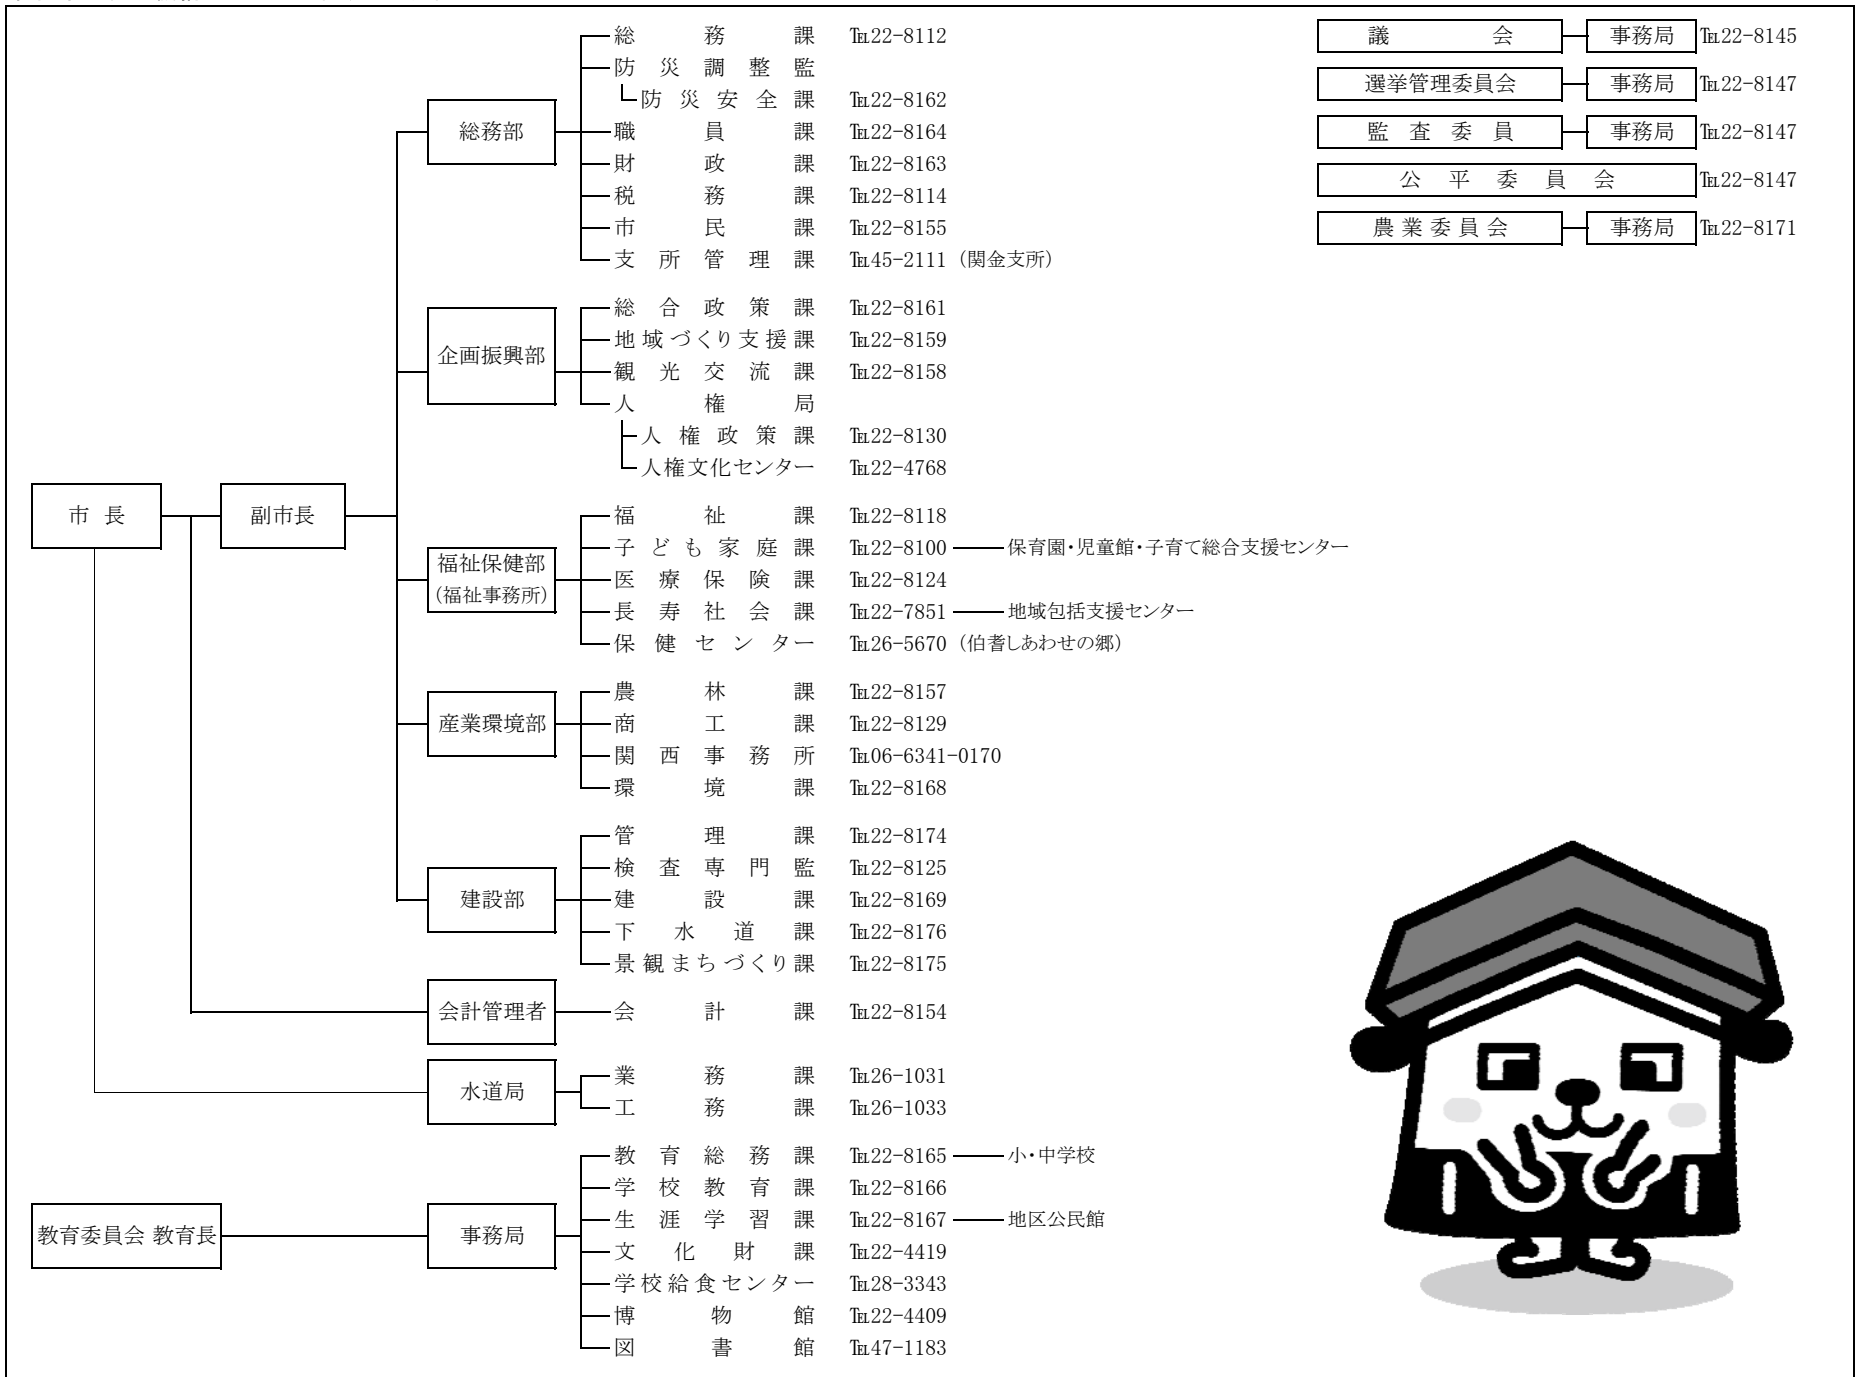 総務課 ℡22-8112
防災調整監
防災安全課 ℡22-8162
総務部
職員課 ℡22-8164
財政課 ℡22-8163
税務課 ℡22-8114
市民課 ℡22-8155
支所管理課 ℡45-2111 (関金支所)
議会 事務局 ℡22-8145
選挙管理委員会 事務局 ℡22-8147
監査委員 事務局 ℡22-8147
公平委員会 ℡22-8147
農業委員会 事務局 ℡22-8171
企画振興部
総合政策課 ℡22-8161
地域づくり支援課 ℡22-8159
観光交流課 ℡22-8158
人権局
人権政策課 ℡22-8130
人権文化センター ℡22-4768
市長
副市長
福祉保健部
(福祉事務所)
福祉課 ℡22-8118
子ども家庭課 ℡22-8100 保育園・児童館・子育て総合支援センター
医療保険課 ℡22-8124
長寿社会課 ℡22-7851 地域包括支援センター
保健センター ℡26-5670 (伯耆しあわせの郷)
産業環境部
農林課 ℡22-8157
商工課 ℡22-8129
関西事務所 ℡06-6341-0170
環境課 ℡22-8168
建設部
管理課 ℡22-8174
検査専門監 ℡22-8125
建設課 ℡22-8169
下水道課 ℡22-8176
景観まちづくり課 ℡22-8175
会計管理者 会計課 ℡22-8154
水道局
業務課 ℡26-1031
工務課 ℡26-1033
教育委員会 教育長
事務局
教育総務課 ℡22-8165 小・中学校
学校教育課 ℡22-8166
生涯学習課 ℡22-8167 地区公民館
文化財課 ℡22-4419
学校給食センター ℡28-3343
博物館 ℡22-4409
図書館 ℡47-1183